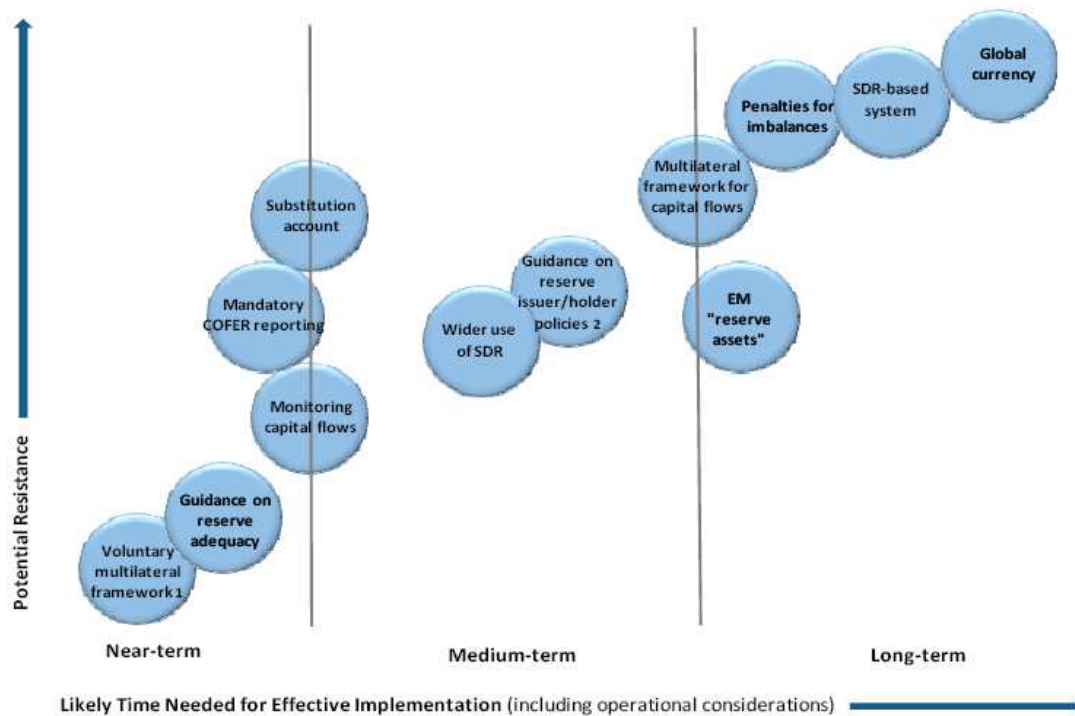 Global
currency
SDR-based
system
Penalties for
imbalances
Multilateral
framework for
capital flows
Substitution
account
Guidance on
reserve
issuer/holder
policies 2
EM
"reserve
assets"
Mandatory
COFER reporting
Wider use
of SDR
Monitoring
capital flows
Guidance on
reserve
adequacy
Voluntary
multilateral
framework 1
Potential Resistance
Near-term
Medium-term
Long-term
Likely Time Needed for Effective Implementation (including operational considerations)